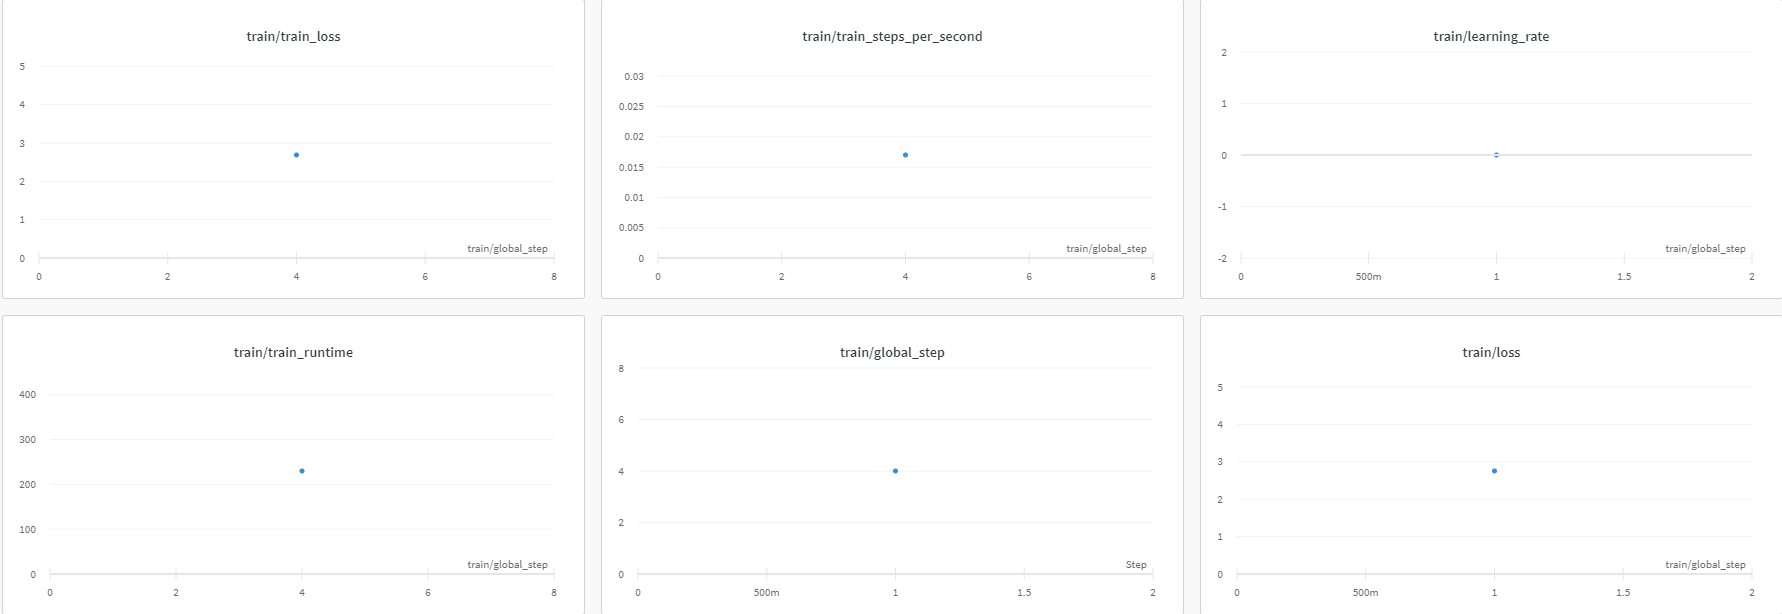 train/train_loss
5
4
3
2
1
0
train/global_step
0 2 4 6 8
train/train_steps_per_second
0.03
0.025
0.02
0.015
0.01
0.005
0
train/global_step
0 2 4 6 8
train/learning_rate
2
1
0
-1
-2
train/global_step
0 500m 1 1.5 2
train/train_runtime
400
300
200
100
0
train/global_step
0 2 4 6 8
train/global_step
8
6
4
2
0
Step
0 500m 1 1.5 2
train/loss
5
4
3
2
1
0
train/global_step
0 500m 1 1.5 2